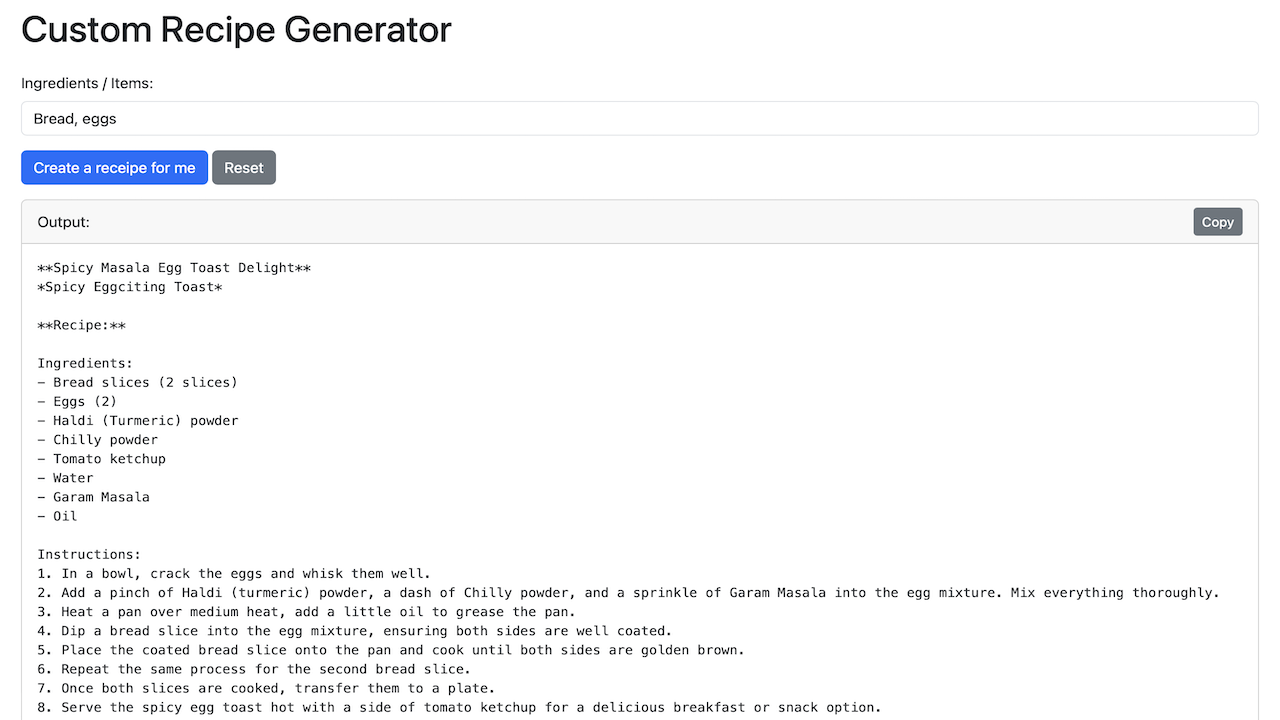 Custom Recipe Generator
Ingredients / Items:
Bread, eggs
Create a receipe for me Reset
Output: Copy
**Spicy Masala Egg Toast Delight**
*Spicy Eggciting Toast*
**Recipe:**
Ingredients:
– Bread slices (2 slices)
– Eggs (2)
– Haldi (Turmeric) powder
– Chilly powder
– Tomato ketchup
– Water
– Garam Masala
– Oil
Instructions:
1. In a bowl, crack the eggs and whisk them well.
2. Add a pinch of Haldi (turmeric) powder, a dash of Chilly powder, and a sprinkle of Garam Masala into the egg mixture. Mix everything thoroughly.
3. Heat a pan over medium heat, add a little oil to grease the pan.
4. Dip a bread slice into the egg mixture, ensuring both sides are well coated.
5. Place the coated bread slice onto the pan and cook until both sides are golden brown.
6. Repeat the same process for the second bread slice.
7. Once both slices are cooked, transfer them to a plate.
8. Serve the spicy egg toast hot with a side of tomato ketchup for a delicious breakfast or snack option.